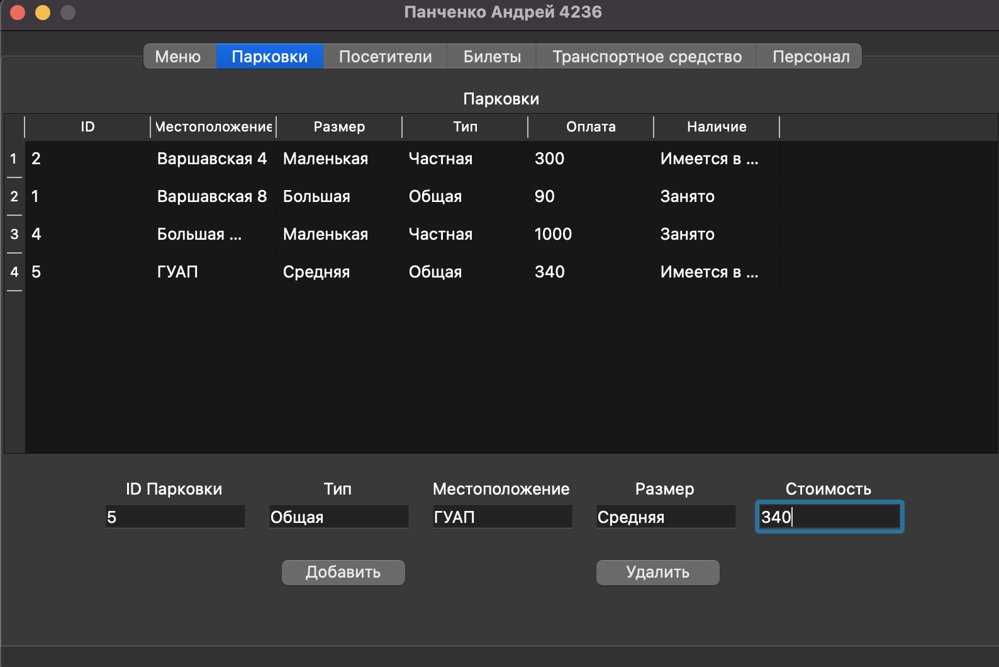 Панченко Андрей 4236
Меню Парковки Посетители Билеты Транспортное средство Персонал
Парковки
ID Местоположение Размер Тип Оплата Наличие
1 2 Варшавская 4 Маленькая Частная 300 Имеется в ...
2 1 Варшавская 8 Большая Общая 90 Занято
3 4 Большая ... Маленькая Частная 1000 Занято
4 5 ГУАП Средняя Общая 340 Имеется в ...
ID Парковки Тип Местоположение Размер Стоимость
5 Общая ГУАП Средняя 340
Добавить Удалить